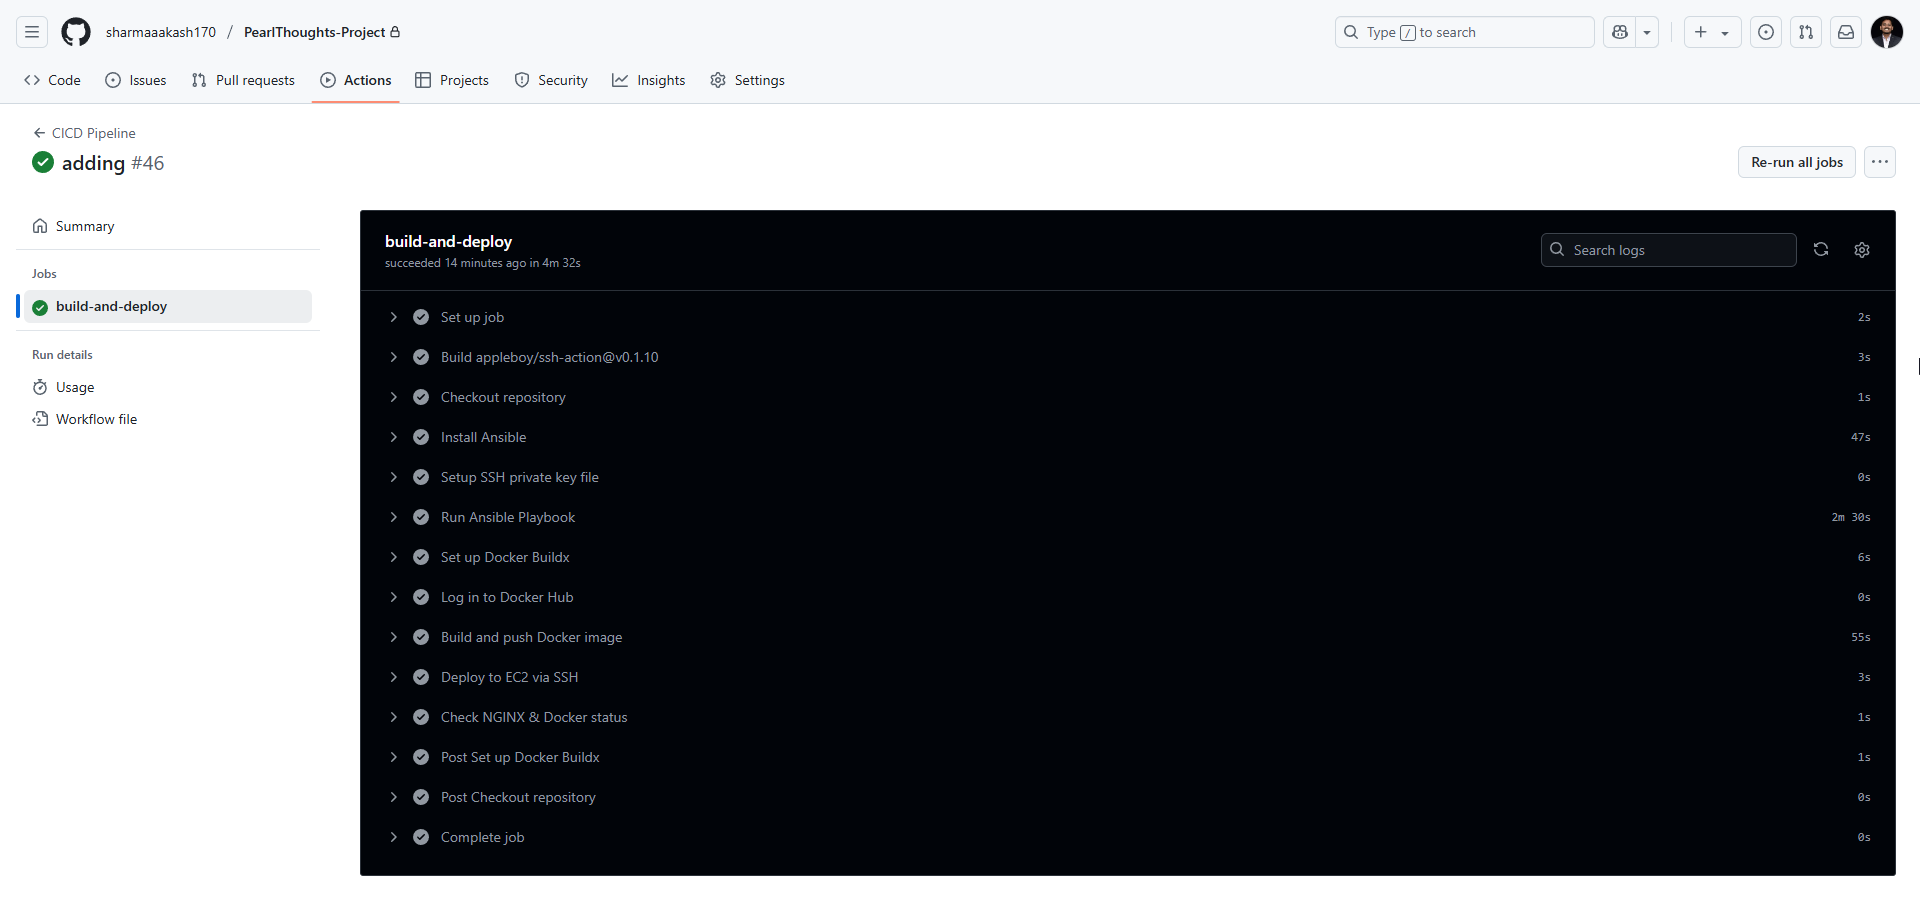 sharmaaakash170 / PearlThoughts-Project
Type / to search
Code
Issues
Pull requests
Actions
Projects
Security
Insights
Settings
CICD Pipeline
adding #46
Re-run all jobs
Summary
Jobs
build-and-deploy
Run details
Usage
Workflow file
build-and-deploy
succeeded 14 minutes ago in 4m 32s
Search logs
Set up job 2s
Build appleboy/ssh-action@v0.1.10 3s
Checkout repository 1s
Install Ansible 47s
Setup SSH private key file 0s
Run Ansible Playbook 2m 30s
Set up Docker Buildx 6s
Log in to Docker Hub 0s
Build and push Docker image 55s
Deploy to EC2 via SSH 3s
Check NGINX & Docker status 1s
Post Set up Docker Buildx 1s
Post Checkout repository 0s
Complete job 0s